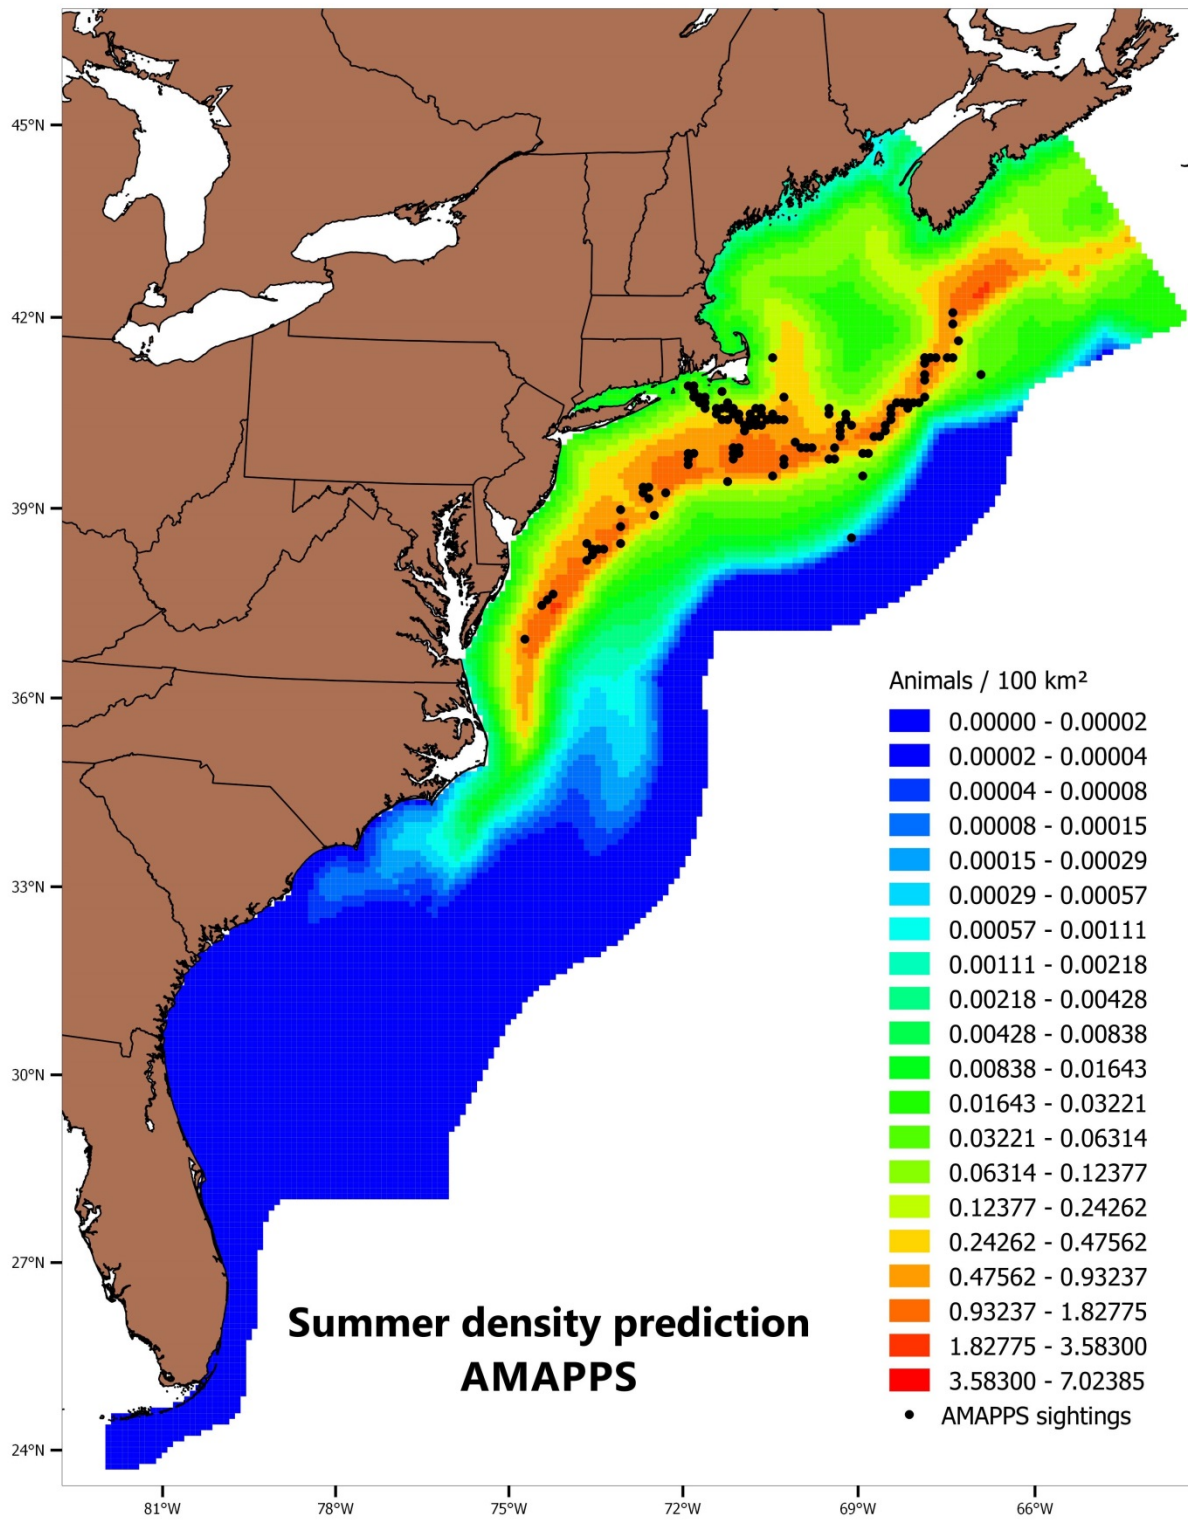 45°N
42°N
39°N
36°N
33°N
30°N
27°N
24°N
81°W
78°W
75°W
72°W
69°W
66°W
Animals / 100 km²
0.00000 - 0.00002
0.00002 - 0.00004
0.00004 - 0.00008
0.00008 - 0.00015
0.00015 - 0.00029
0.00029 - 0.00057
0.00057 - 0.00111
0.00111 - 0.00218
0.00218 - 0.00428
0.00428 - 0.00838
0.00838 - 0.01643
0.01643 - 0.03221
0.03221 - 0.06314
0.06314 - 0.12377
0.12377 - 0.24262
0.24262 - 0.47562
0.47562 - 0.93237
0.93237 - 1.82775
1.82775 - 3.58300
3.58300 - 7.02385
AMAPPS sightings
Summer density prediction
AMAPPS